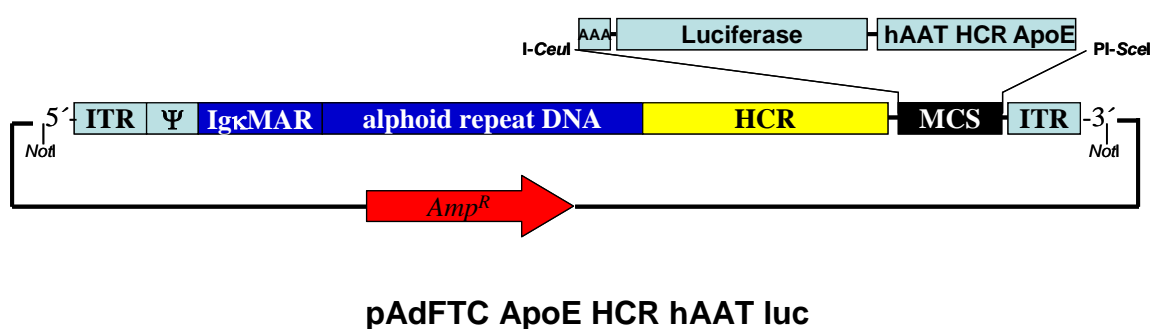 AAA Luciferase hAAT HCR ApoE
I-CeuI PI-SceI
5´- ITR Ψ IgκMAR alphoid repeat DNA HCR MCS ITR -3´
NotI NotI
Amp^R
pAdFTC ApoE HCR hAAT luc